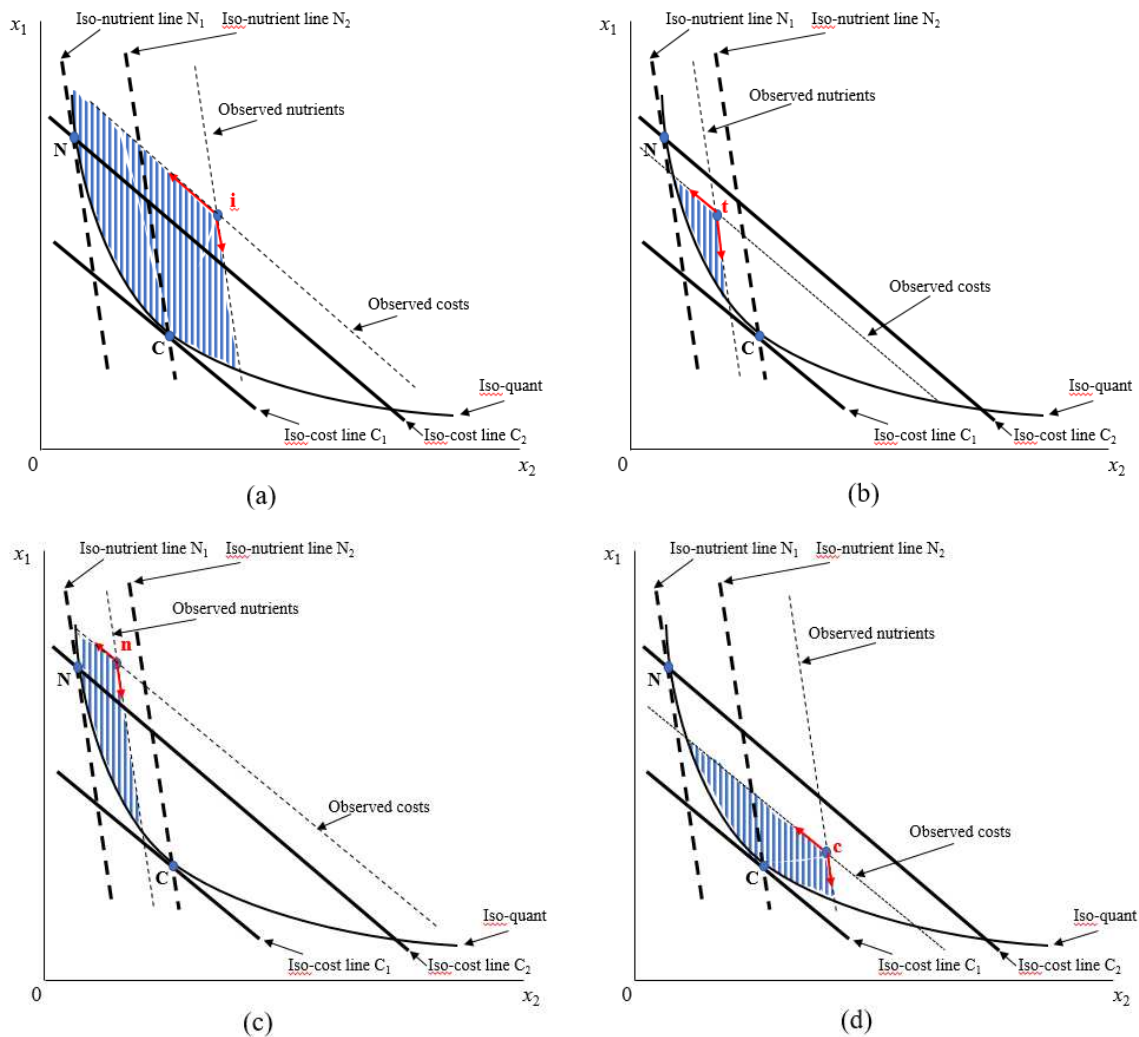 x₁ Iso-nutrient line N₁ Iso-nutrient line N₂
Observed nutrients
N
i
Observed costs
C
Iso-quant
Iso-cost line C₁ Iso-cost line C₂
0 x₂
(a)
x₁ Iso-nutrient line N₁ Iso-nutrient line N₂
Observed nutrients
N
t
Observed costs
C
Iso-quant
Iso-cost line C₁ Iso-cost line C₂
0 x₂
(b)
x₁ Iso-nutrient line N₁ Iso-nutrient line N₂
Observed nutrients
n
N
Observed costs
C
Iso-quant
Iso-cost line C₁ Iso-cost line C₂
0 x₂
(c)
x₁ Iso-nutrient line N₁ Iso-nutrient line N₂
Observed nutrients
N
Observed costs
c
C
Iso-quant
Iso-cost line C₁ Iso-cost line C₂
0 x₂
(d)